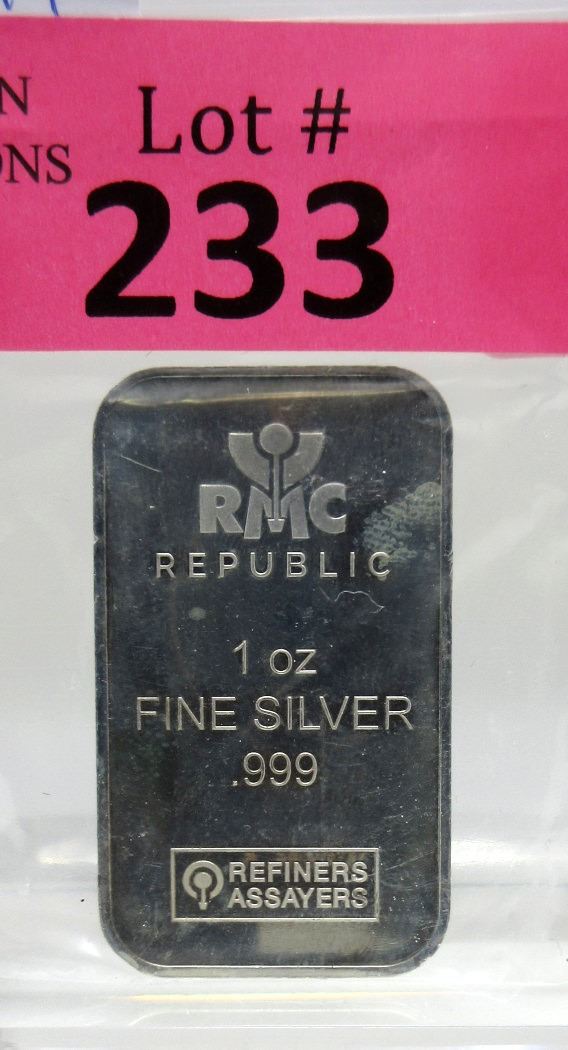 N
ONS
Lot #
233
RMC
REPUBLIC
1 oz
FINE SILVER
.999
REFINERS
ASSAYERS